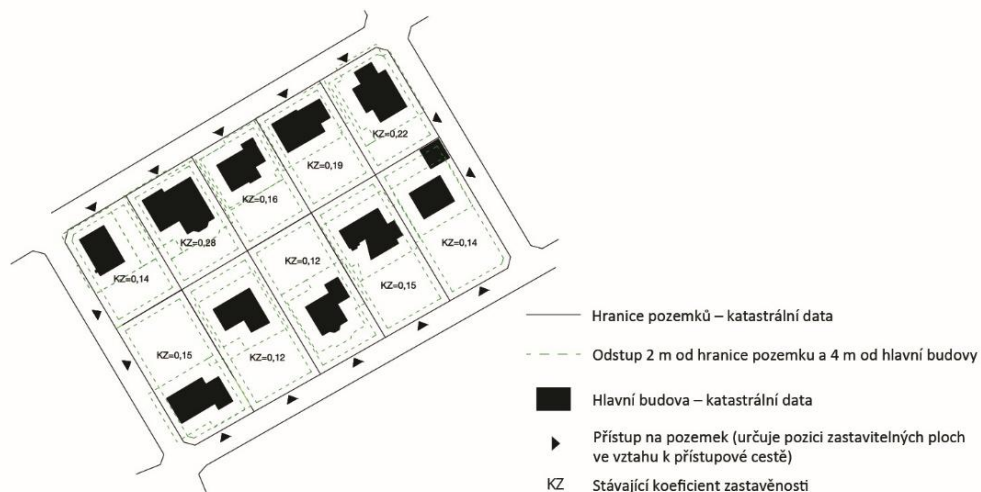 KZ=0,22
KZ=0,19
KZ=0,16
KZ=0,28
KZ=0,14
KZ=0,14
KZ=0,12
KZ=0,15
KZ=0,15
KZ=0,12
Hranice pozemků – katastrální data
Odstup 2 m od hranice pozemku a 4 m od hlavní budovy
Hlavní budova – katastrální data
Přístup na pozemek (určuje pozici zastavitelných ploch
ve vztahu k přístupové cestě)
KZ Stávající koeficient zastavěnosti